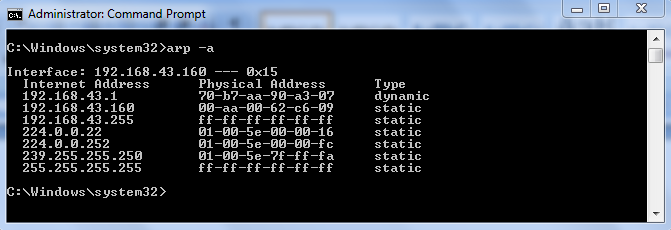 Administrator: Command Prompt
C:\Windows\system32>arp -a
Interface: 192.168.43.160 --- 0x15
Internet Address Physical Address Type
192.168.43.1 70-b7-aa-90-a3-07 dynamic
192.168.43.160 00-aa-00-62-c6-09 static
192.168.43.255 ff-ff-ff-ff-ff-ff static
224.0.0.22 01-00-5e-00-00-16 static
224.0.0.252 01-00-5e-00-00-fc static
239.255.255.250 01-00-5e-7f-ff-fa static
255.255.255.255 ff-ff-ff-ff-ff-ff static
C:\Windows\system32>